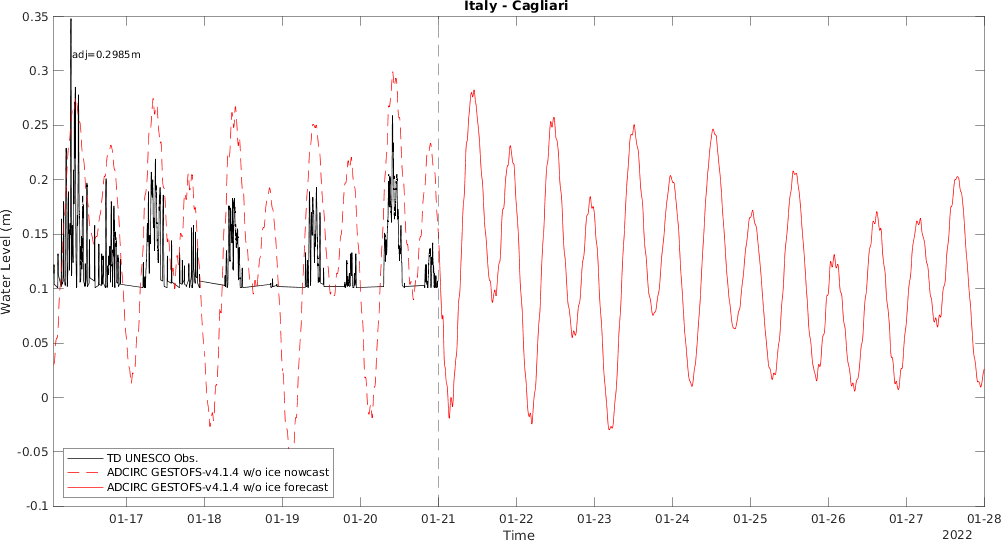 Italy - Cagliari
0.35
0.3
0.25
0.2
0.15
0.1
0.05
0
-0.05
-0.1
Water Level (m)
adj=0.2985m
TD UNESCO Obs.
ADCIRC GESTOFS-v4.1.4 w/o ice nowcast
ADCIRC GESTOFS-v4.1.4 w/o ice forecast
01-17 01-18 01-19 01-20 01-21 01-22 01-23 01-24 01-25 01-26 01-27 01-28
Time
2022